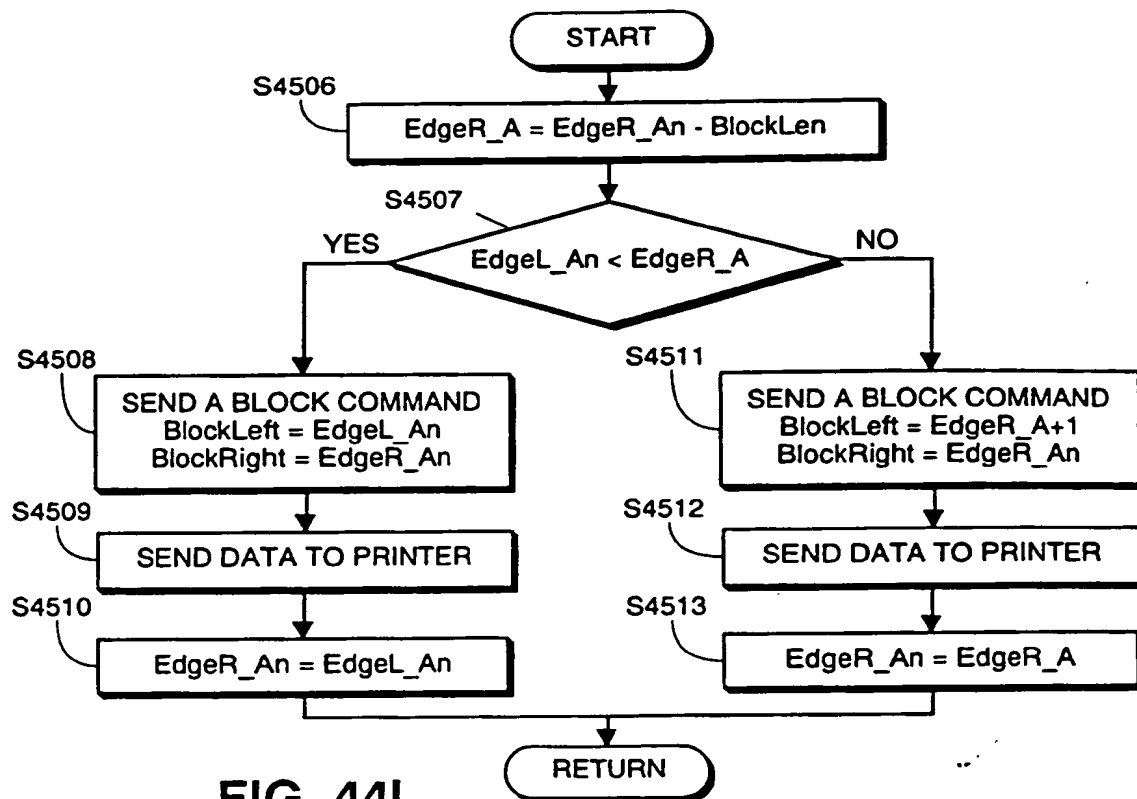 START
S4506
EdgeR_A = EdgeR_An - BlockLen
S4507
YES
EdgeL_An < EdgeR_A
NO
S4508
SEND A BLOCK COMMAND
BlockLeft = EdgeL_An
BlockRight = EdgeR_An
S4511
SEND A BLOCK COMMAND
BlockLeft = EdgeR_A+1
BlockRight = EdgeR_An
S4509
SEND DATA TO PRINTER
S4512
SEND DATA TO PRINTER
S4510
EdgeR_An = EdgeL_An
S4513
EdgeR_An = EdgeR_A
RETURN